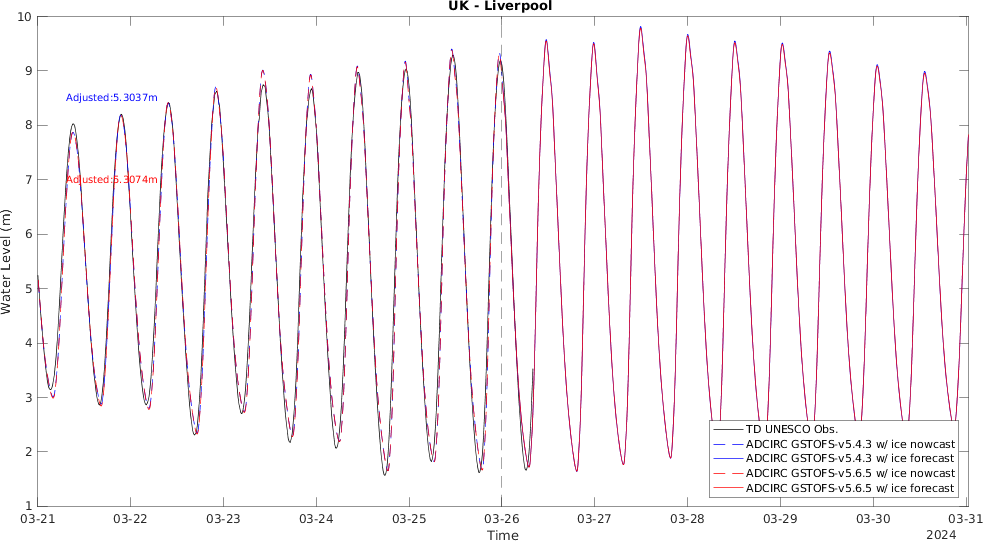 UK - Liverpool
10
9
8
7
6
5
4
3
2
1
Water Level (m)
Adjusted:5.3037m
Adjusted:5.3074m
TD UNESCO Obs.
ADCIRC GSTOFS-v5.4.3 w/ ice nowcast
ADCIRC GSTOFS-v5.4.3 w/ ice forecast
ADCIRC GSTOFS-v5.6.5 w/ ice nowcast
ADCIRC GSTOFS-v5.6.5 w/ ice forecast
03-21 03-22 03-23 03-24 03-25 03-26 03-27 03-28 03-29 03-30 03-31
Time
2024